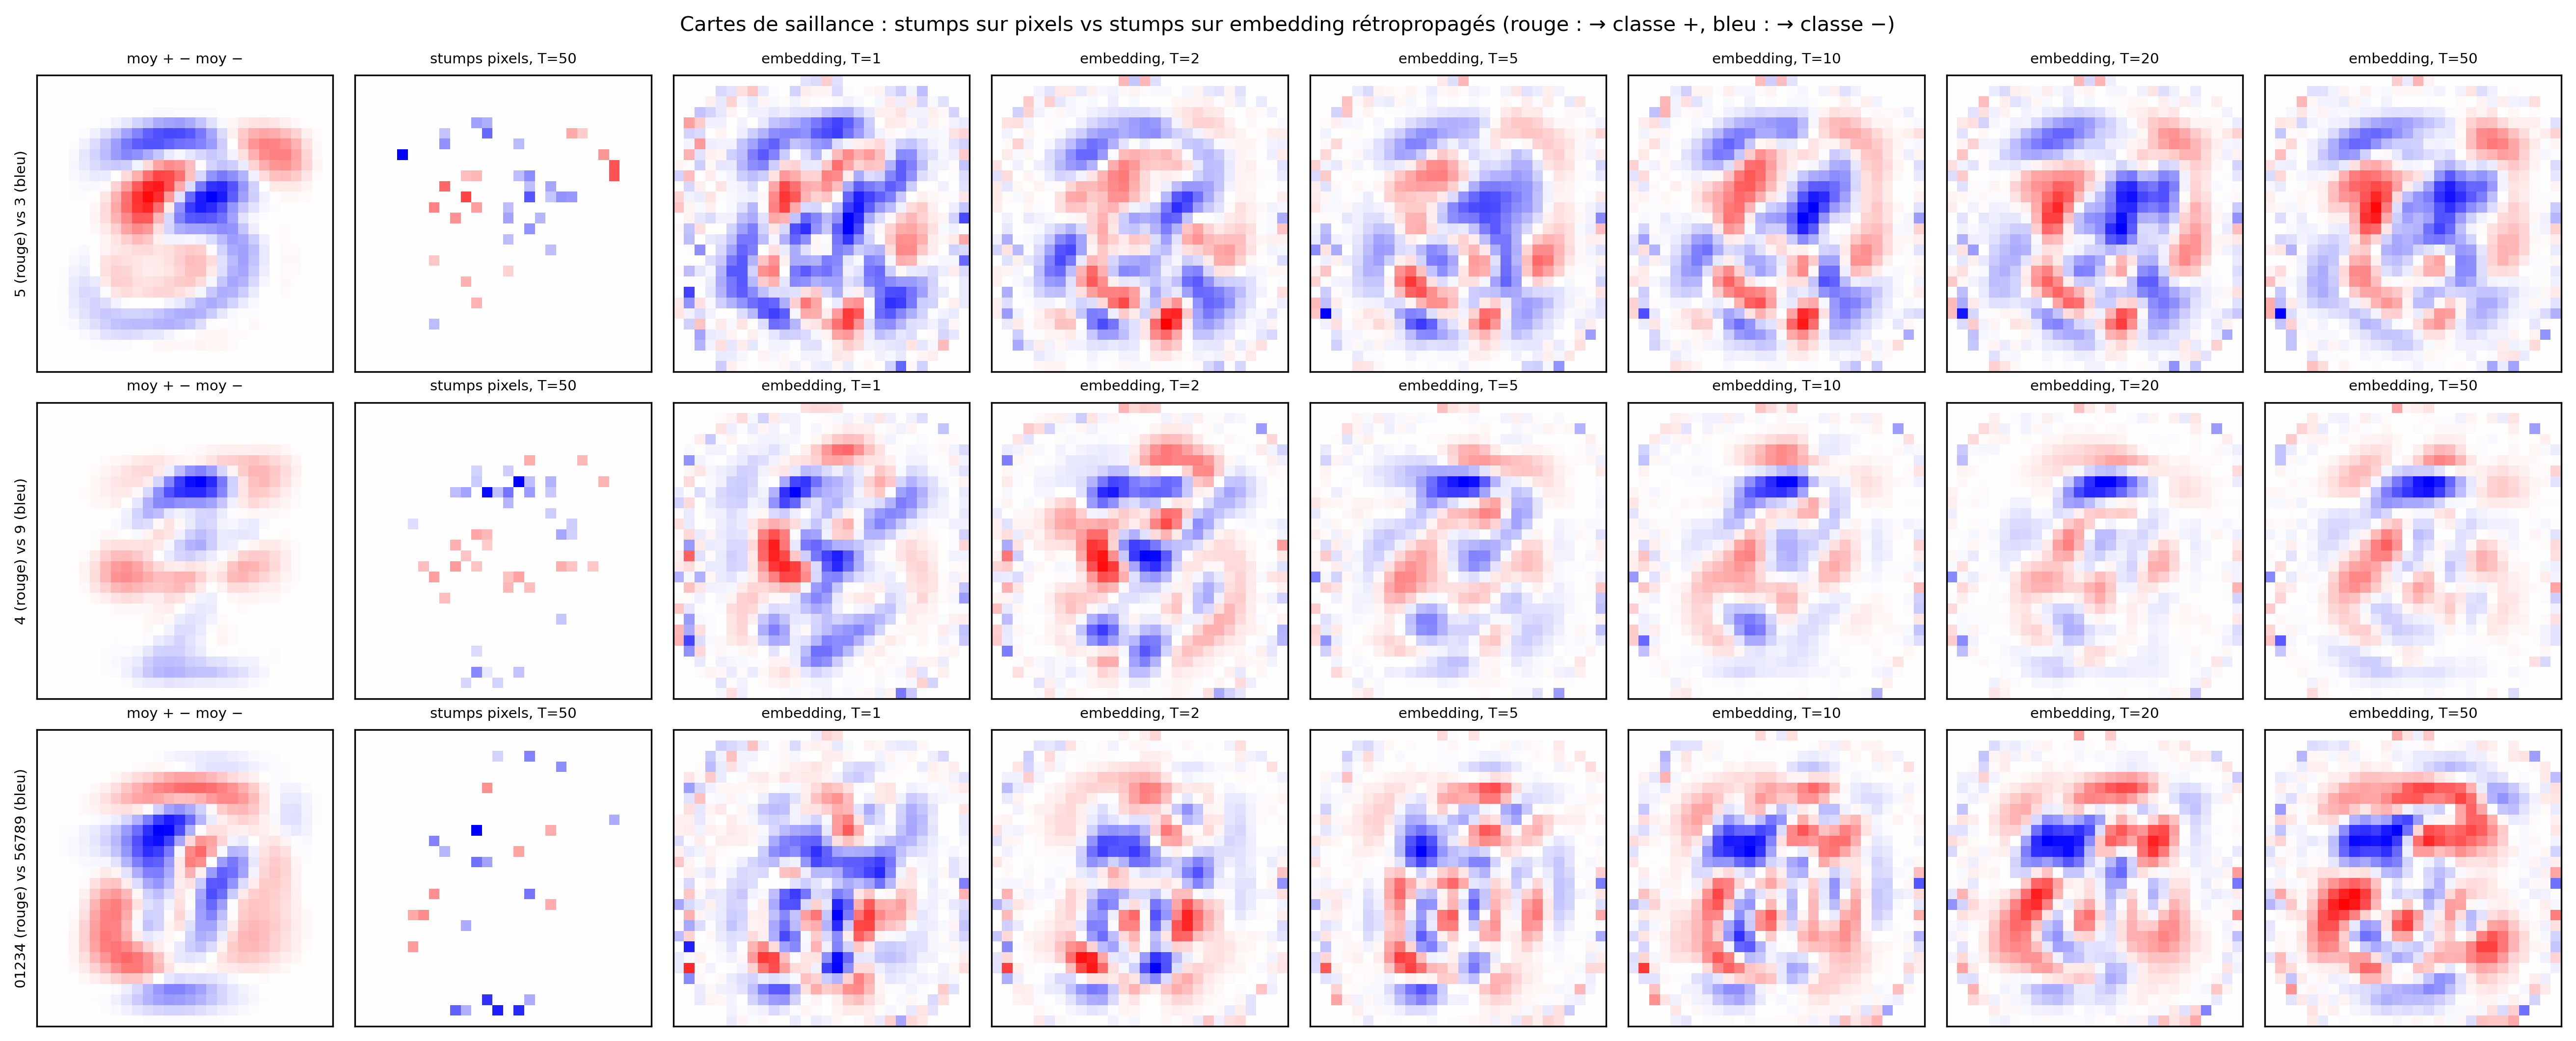 Cartes de saillance : stumps sur pixels vs stumps sur embedding rétropropagés (rouge : → classe +, bleu : → classe −)
moy + − moy −
stumps pixels, T=50
embedding, T=1
embedding, T=2
embedding, T=5
embedding, T=10
embedding, T=20
embedding, T=50
5 (rouge) vs 3 (bleu)
moy + − moy −
stumps pixels, T=50
embedding, T=1
embedding, T=2
embedding, T=5
embedding, T=10
embedding, T=20
embedding, T=50
4 (rouge) vs 9 (bleu)
moy + − moy −
stumps pixels, T=50
embedding, T=1
embedding, T=2
embedding, T=5
embedding, T=10
embedding, T=20
embedding, T=50
01234 (rouge) vs 56789 (bleu)